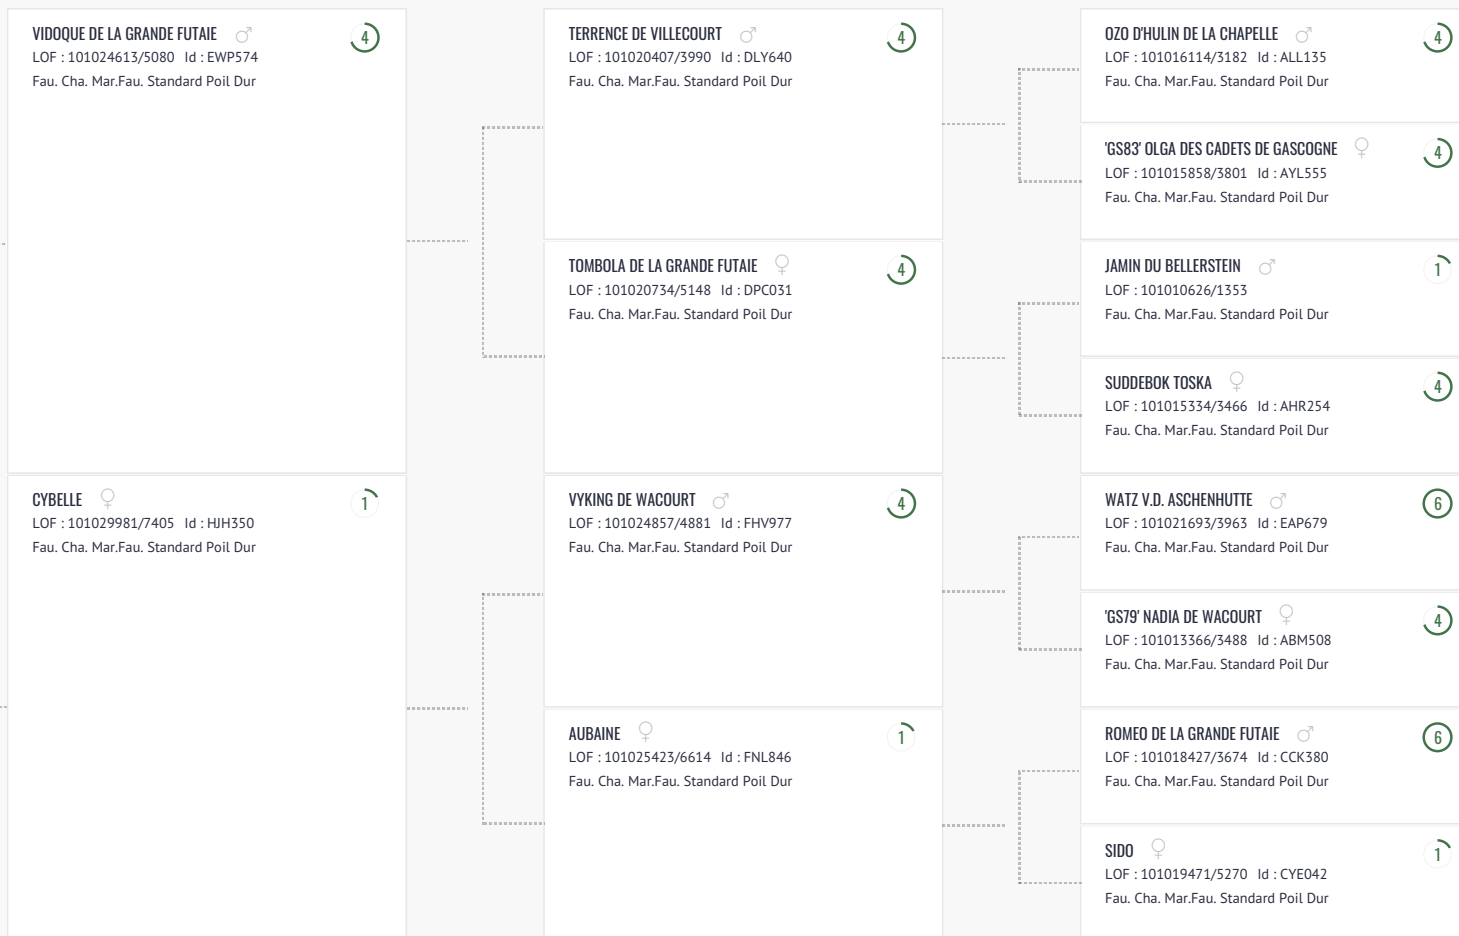 VIDOQUE DE LA GRANDE FUTAIE
4
LOF : 101024613/5080 Id : EWP574
Fau. Cha. Mar.Fau. Standard Poil Dur
CYBELLE
1
LOF : 101029981/7405 Id : HJH350
Fau. Cha. Mar.Fau. Standard Poil Dur
TERRENCE DE VILLECOURT
4
LOF : 101020407/3990 Id : DLY640
Fau. Cha. Mar.Fau. Standard Poil Dur
TOMBOLA DE LA GRANDE FUTAIE
4
LOF : 101020734/5148 Id : DPC031
Fau. Cha. Mar.Fau. Standard Poil Dur
VYKING DE WACOURT
4
LOF : 101024857/4881 Id : FHV977
Fau. Cha. Mar.Fau. Standard Poil Dur
AUBAINE
1
LOF : 101025423/6614 Id : FNL846
Fau. Cha. Mar.Fau. Standard Poil Dur
OZO D'HULIN DE LA CHAPELLE
4
LOF : 101016114/3182 Id : ALL135
Fau. Cha. Mar.Fau. Standard Poil Dur
'GS83' OLGA DES CADETS DE GASCOGNE
4
LOF : 101015858/3801 Id : AYL555
Fau. Cha. Mar.Fau. Standard Poil Dur
JAMIN DU BELLERSTEIN
1
LOF : 101010626/1353
Fau. Cha. Mar.Fau. Standard Poil Dur
SUDDEBOK TOSKA
4
LOF : 101015334/3466 Id : AHR254
Fau. Cha. Mar.Fau. Standard Poil Dur
WATZ V.D. ASCHENHUTTE
6
LOF : 101021693/3963 Id : EAP679
Fau. Cha. Mar.Fau. Standard Poil Dur
'GS79' NADIA DE WACOURT
4
LOF : 101013366/3488 Id : ABM508
Fau. Cha. Mar.Fau. Standard Poil Dur
ROMEO DE LA GRANDE FUTAIE
6
LOF : 101018427/3674 Id : CCK380
Fau. Cha. Mar.Fau. Standard Poil Dur
SIDO
1
LOF : 101019471/5270 Id : CYE042
Fau. Cha. Mar.Fau. Standard Poil Dur